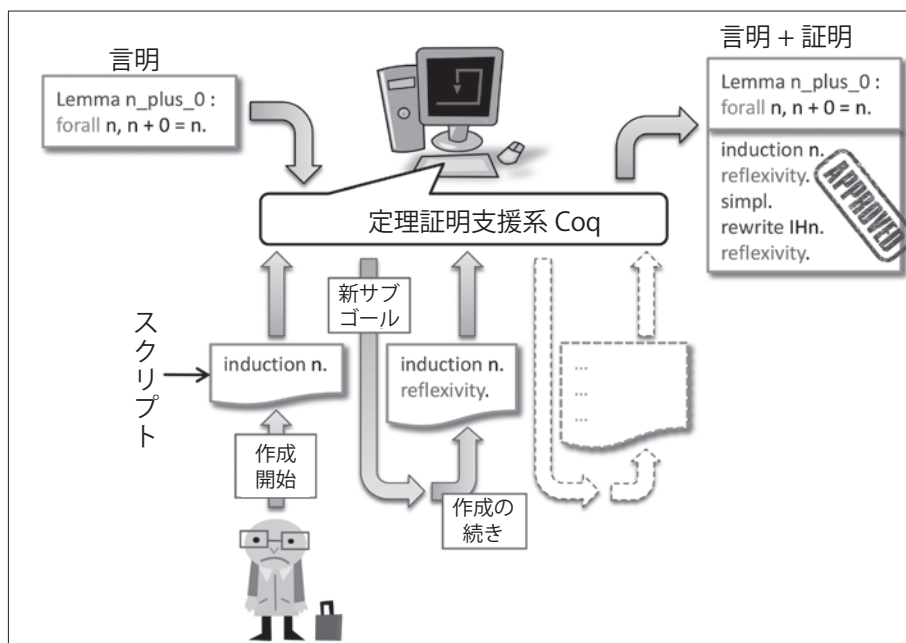 言明
Lemma n_plus_0 :
forall n, n + 0 = n.
言明 + 証明
Lemma n_plus_0 :
forall n, n + 0 = n.
induction n.
reflexivity.
simpl.
rewrite IHn.
reflexivity.
APPROVED
定理証明支援系 Coq
スクリプト
induction n.
作成
開始
新サブ
ゴール
induction n.
reflexivity.
作成の
続き
...
...
...